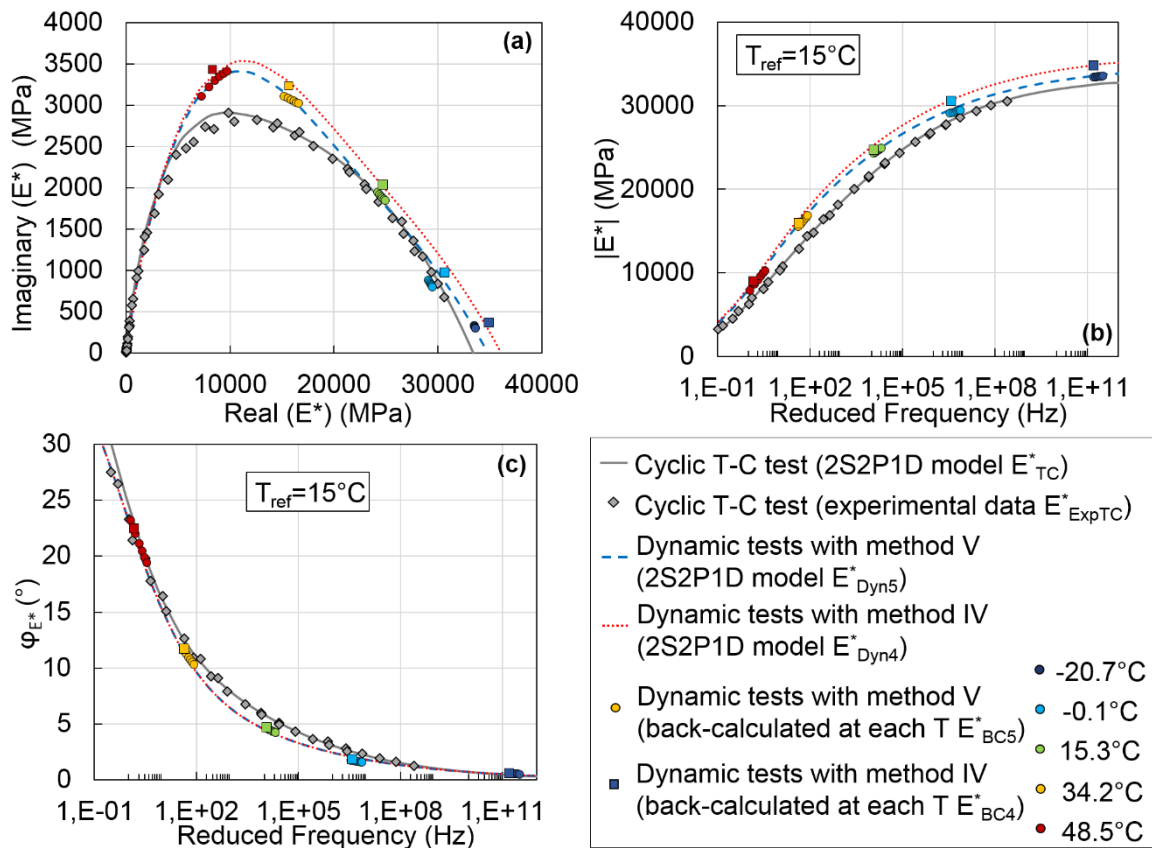 (a)
4000
3500
3000
2500
2000
1500
1000
500
0
Imaginary (E*) (MPa)
0
10000
20000
30000
40000
Real (E*) (MPa)
T_ref=15°C
(b)
40000
30000
20000
10000
0
|E*| (MPa)
1,E-01
1,E+02
1,E+05
1,E+08
1,E+11
Reduced Frequency (Hz)
(c)
T_ref=15°C
30
25
20
15
10
5
0
φ_E* (°)
1,E-01
1,E+02
1,E+05
1,E+08
1,E+11
Reduced Frequency (Hz)
Cyclic T-C test (2S2P1D model E*_TC)
Cyclic T-C test (experimental data E*_ExpTC)
Dynamic tests with method V
(2S2P1D model E*_Dyn5)
Dynamic tests with method IV
(2S2P1D model E*_Dyn4)
Dynamic tests with method V
(back-calculated at each T E*_BC5)
Dynamic tests with method IV
(back-calculated at each T E*_BC4)
-20.7°C
-0.1°C
15.3°C
34.2°C
48.5°C